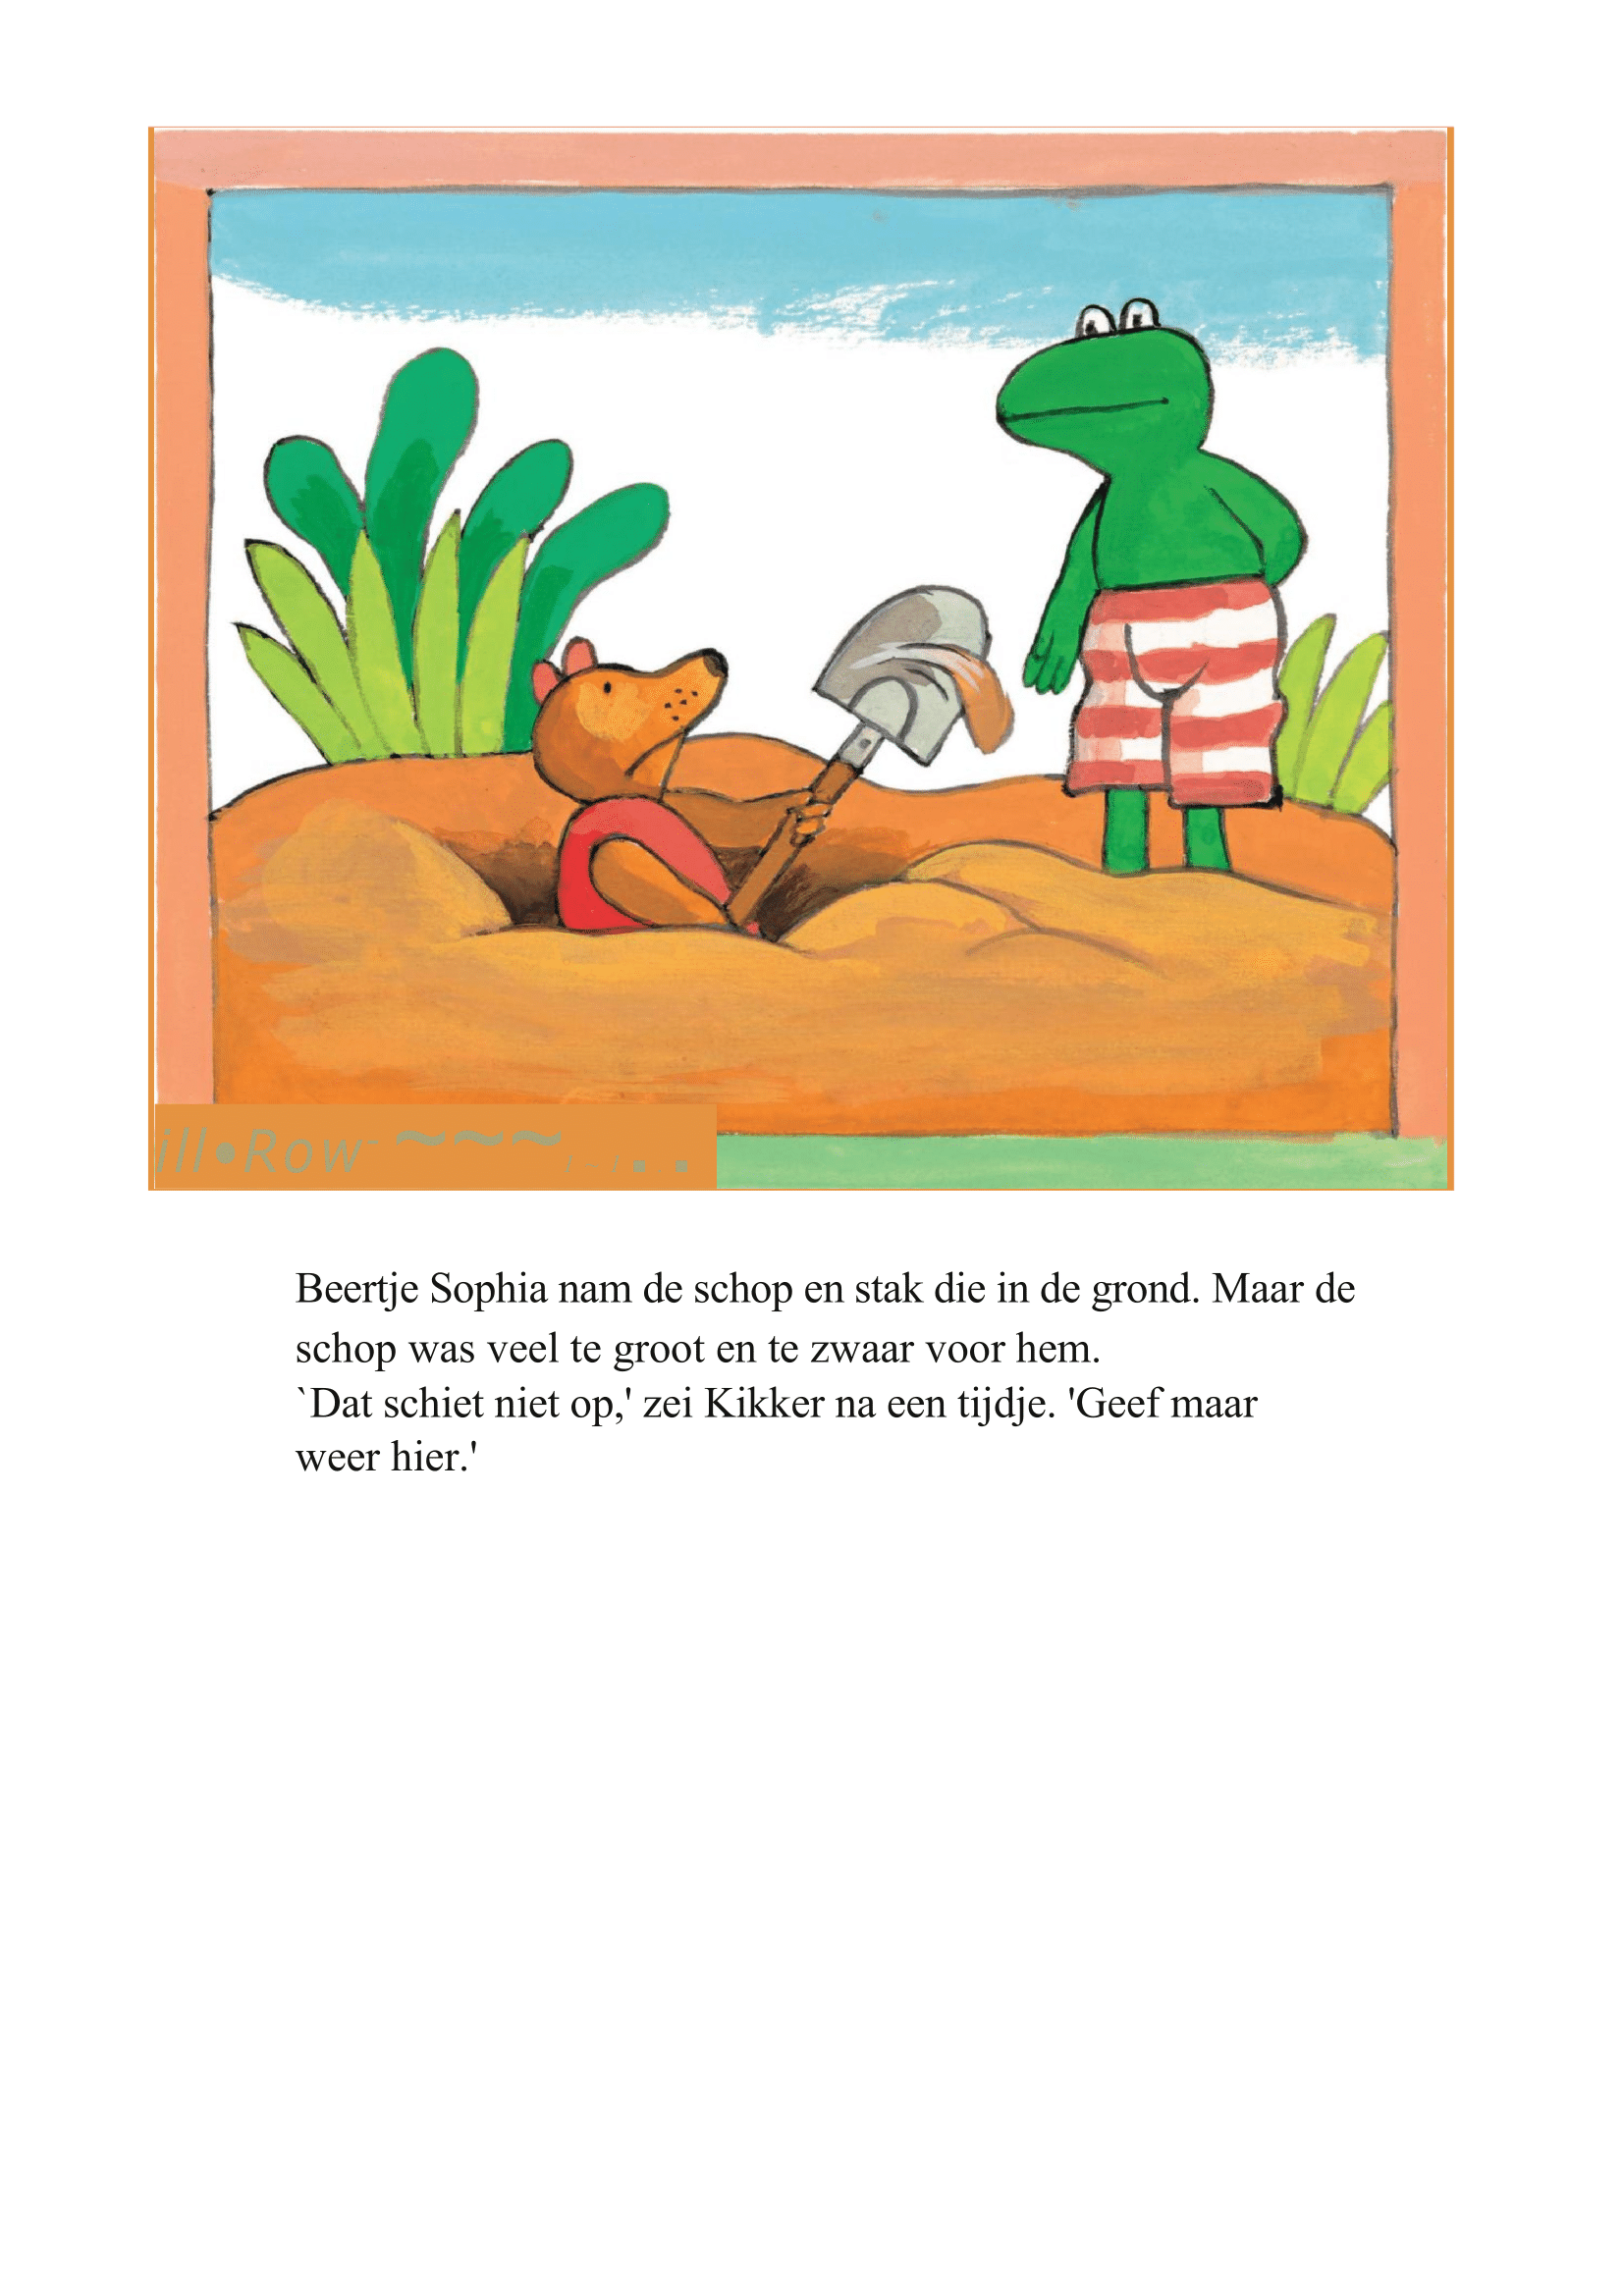 ill•Row
Beertje Sophia nam de schop en stak die in de grond. Maar de
schop was veel te groot en te zwaar voor hem.
`Dat schiet niet op,' zei Kikker na een tijdje. 'Geef maar
weer hier.'